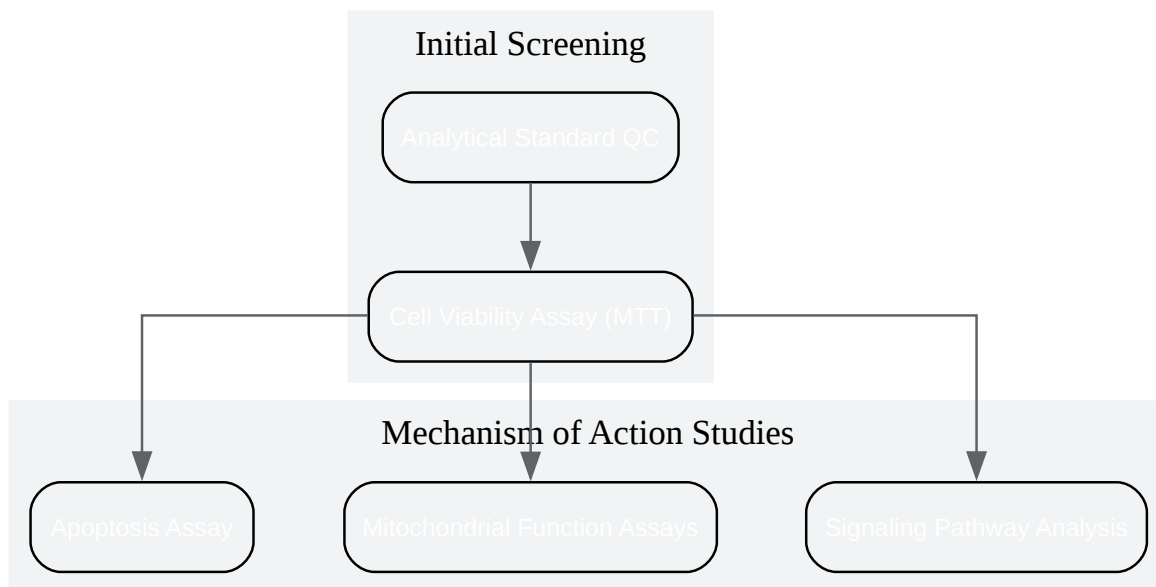 Initial Screening
Analytical Standard QC
Cell Viability Assay (MTT)
Mechanism of Action Studies
Apoptosis Assay
Mitochondrial Function Assays
Signaling Pathway Analysis